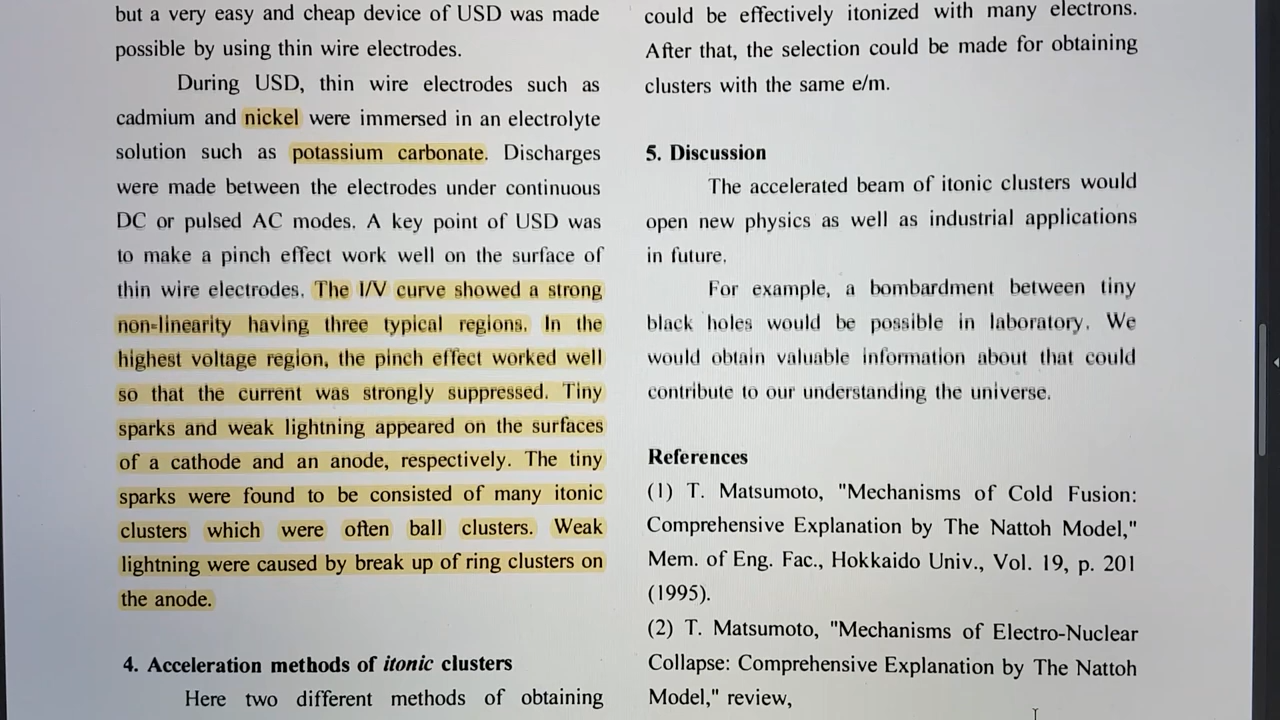 but a very easy and cheap device of USD was made
possible by using thin wire electrodes.
During USD, thin wire electrodes such as
cadmium and nickel were immersed in an electrolyte
solution such as potassium carbonate. Discharges
were made between the electrodes under continuous
DC or pulsed AC modes. A key point of USD was
to make a pinch effect work well on the surface of
thin wire electrodes. The I/V curve showed a strong
non-linearity having three typical regions. In the
highest voltage region, the pinch effect worked well
so that the current was strongly suppressed. Tiny
sparks and weak lightning appeared on the surfaces
of a cathode and an anode, respectively. The tiny
sparks were found to be consisted of many itonic
clusters which were often ball clusters. Weak
lightning were caused by break up of ring clusters on
the anode.
4. Acceleration methods of itonic clusters
Here two different methods of obtaining
could be effectively itonized with many electrons.
After that, the selection could be made for obtaining
clusters with the same e/m.
5. Discussion
The accelerated beam of itonic clusters would
open new physics as well as industrial applications
in future.
For example, a bombardment between tiny
black holes would be possible in laboratory. We
would obtain valuable information about that could
contribute to our understanding the universe.
References
(1) T. Matsumoto, "Mechanisms of Cold Fusion:
Comprehensive Explanation by The Nattoh Model,"
Mem. of Eng. Fac., Hokkaido Univ., Vol. 19, p. 201
(1995).
(2) T. Matsumoto, "Mechanisms of Electro-Nuclear
Collapse: Comprehensive Explanation by The Nattoh
Model," review,